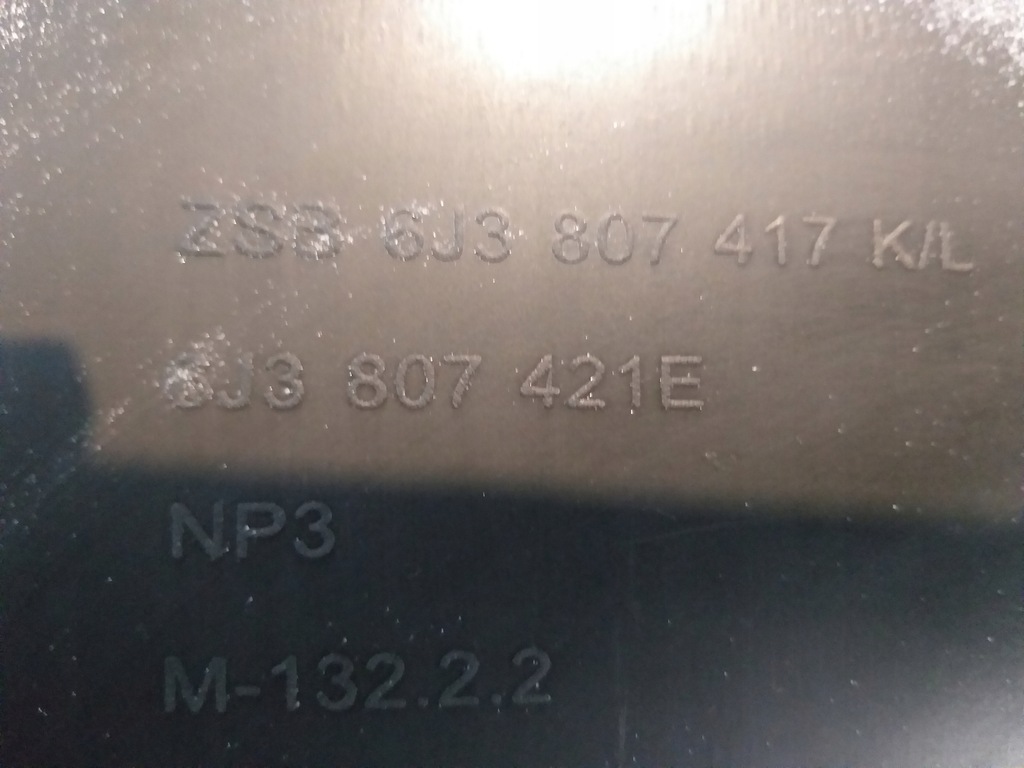 ZSB 6J3 807 417 K/L
6J3 807 421E
NP3
M-132.2.2